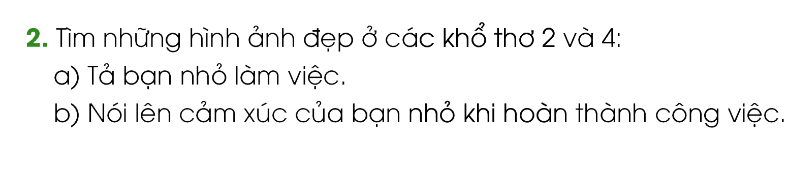 2. Tìm những hình ảnh đẹp ở các khổ thơ 2 và 4:
a) Tả bạn nhỏ làm việc.
b) Nói lên cảm xúc của bạn nhỏ khi hoàn thành công việc.